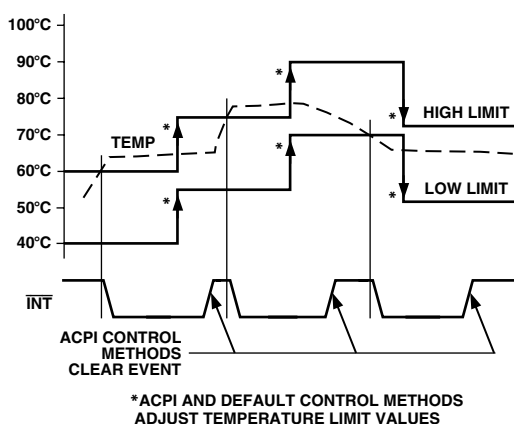 100°C
90°C
80°C
70°C
60°C
50°C
40°C
TEMP
*
*
*
*
*
*
HIGH LIMIT
LOW LIMIT
INT
ACPI CONTROL
METHODS
CLEAR EVENT
*ACPI AND DEFAULT CONTROL METHODS
ADJUST TEMPERATURE LIMIT VALUES